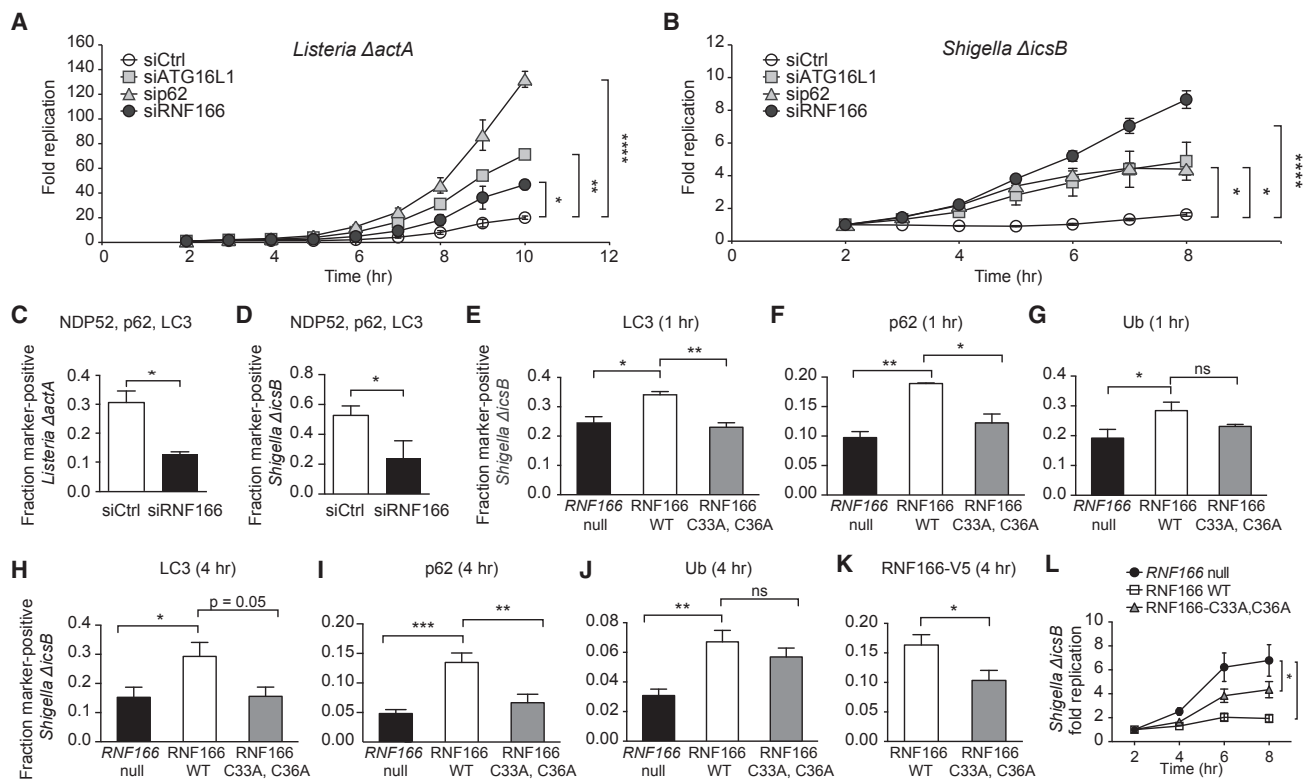 A
Listeria ΔactA
siCtrl
siATG16L1
sip62
siRNF166
Fold replication
160
140
120
100
80
60
40
20
0
0 2 4 6 8 10 12
Time (hr)
*
**
****
B
Shigella ΔicsB
siCtrl
siATG16L1
sip62
siRNF166
Fold replication
12
10
8
6
4
2
0
0 2 4 6 8
Time (hr)
*
*
****
C
NDP52, p62, LC3
Fraction marker-positive
Listeria ΔactA
0.4
0.3
0.2
0.1
0.0
*
siCtrl siRNF166
D
NDP52, p62, LC3
Fraction marker-positive
Shigella ΔicsB
0.8
0.6
0.4
0.2
0.0
*
siCtrl siRNF166
E
LC3 (1 hr)
Fraction marker-positive
Shigella ΔicsB
0.4
0.3
0.2
0.1
0.0
* **
RNF166 RNF166 RNF166
null WT C33A, C36A
F
p62 (1 hr)
0.20
0.15
0.10
0.05
0.00
** *
RNF166 RNF166 RNF166
null WT C33A, C36A
G
Ub (1 hr)
0.4
0.3
0.2
0.1
0.0
* ns
RNF166 RNF166 RNF166
null WT C33A, C36A
H
LC3 (4 hr)
Fraction marker-positive
Shigella ΔicsB
0.4
0.3
0.2
0.1
0.0
* p = 0.05
RNF166 RNF166 RNF166
null WT C33A, C36A
I
p62 (4 hr)
0.20
0.15
0.10
0.05
0.00
*** **
RNF166 RNF166 RNF166
null WT C33A, C36A
J
Ub (4 hr)
0.08
0.06
0.04
0.02
0.00
** ns
RNF166 RNF166 RNF166
null WT C33A, C36A
K
RNF166-V5 (4 hr)
0.20
0.15
0.10
0.05
0.00
*
RNF166 RNF166
WT C33A, C36A
L
RNF166 null
RNF166 WT
RNF166-C33A,C36A
Shigella ΔicsB
fold replication
10
8
6
4
2
0
2 4 6 8
Time (hr)
*